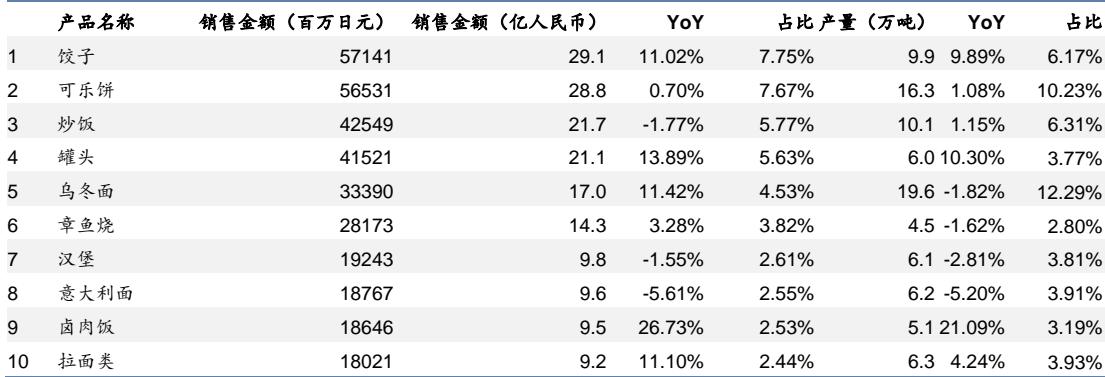 产品名称 销售金额（百万日元） 销售金额（亿人民币） YoY 占比 产量（万吨） YoY 占比
1 饺子 57141 29.1 11.02% 7.75% 9.9 9.89% 6.17%
2 可乐饼 56531 28.8 0.70% 7.67% 16.3 1.08% 10.23%
3 炒饭 42549 21.7 -1.77% 5.77% 10.1 1.15% 6.31%
4 罐头 41521 21.1 13.89% 5.63% 6.0 10.30% 3.77%
5 乌冬面 33390 17.0 11.42% 4.53% 19.6 -1.82% 12.29%
6 章鱼烧 28173 14.3 3.28% 3.82% 4.5 -1.62% 2.80%
7 汉堡 19243 9.8 -1.55% 2.61% 6.1 -2.81% 3.81%
8 意大利面 18767 9.6 -5.61% 2.55% 6.2 -5.20% 3.91%
9 卤肉饭 18646 9.5 26.73% 2.53% 5.1 21.09% 3.19%
10 拉面类 18021 9.2 11.10% 2.44% 6.3 4.24% 3.93%